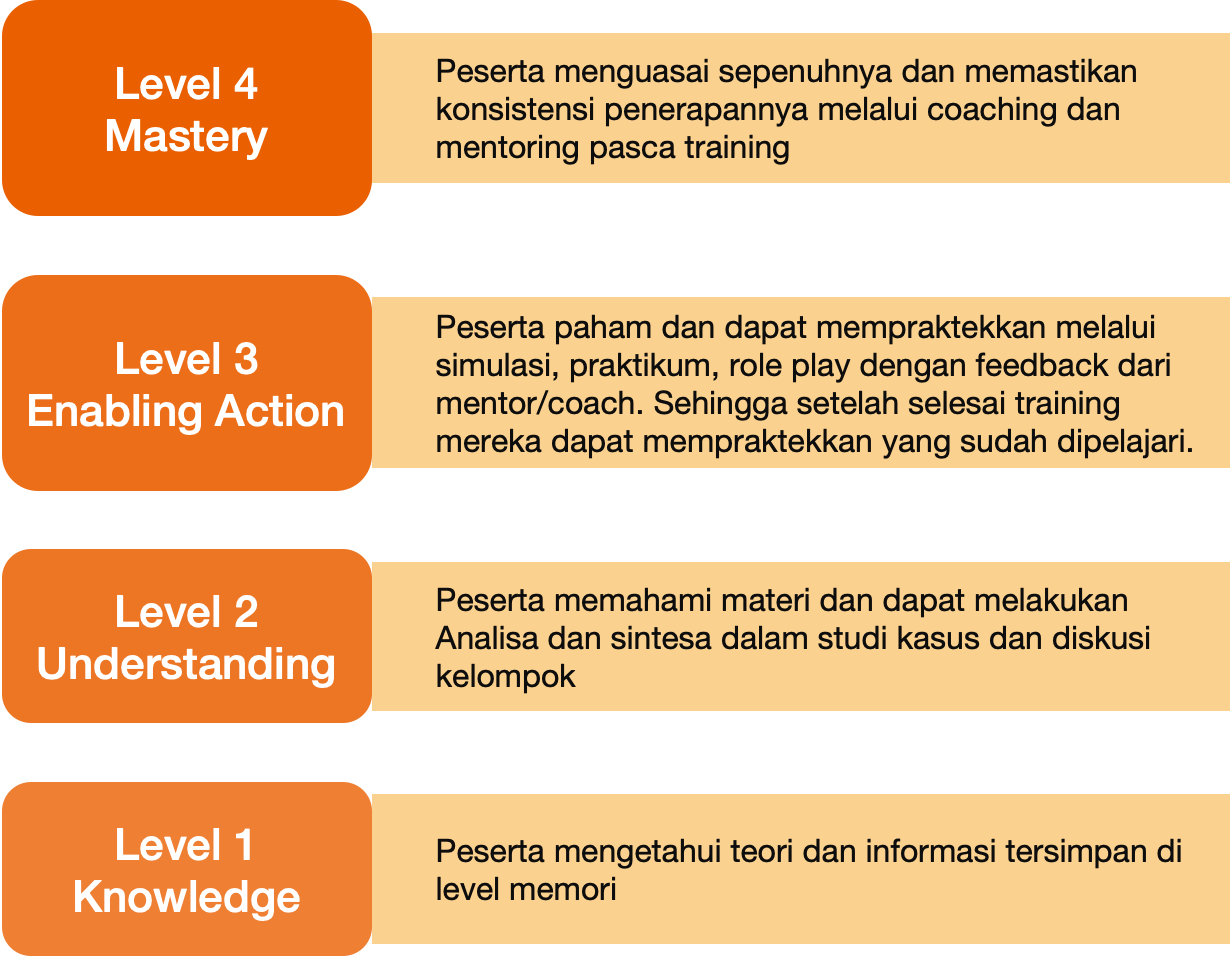 Level 4
Mastery
Peserta menguasai sepenuhnya dan memastikan
konsistensi penerapannya melalui coaching dan
mentoring pasca training
Level 3
Enabling Action
Peserta paham dan dapat mempraktekkan melalui
simulasi, praktikum, role play dengan feedback dari
mentor/coach. Sehingga setelah selesai training
mereka dapat mempraktekkan yang sudah dipelajari.
Level 2
Understanding
Peserta memahami materi dan dapat melakukan
Analisa dan sintesa dalam studi kasus dan diskusi
kelompok
Level 1
Knowledge
Peserta mengetahui teori dan informasi tersimpan di
level memori